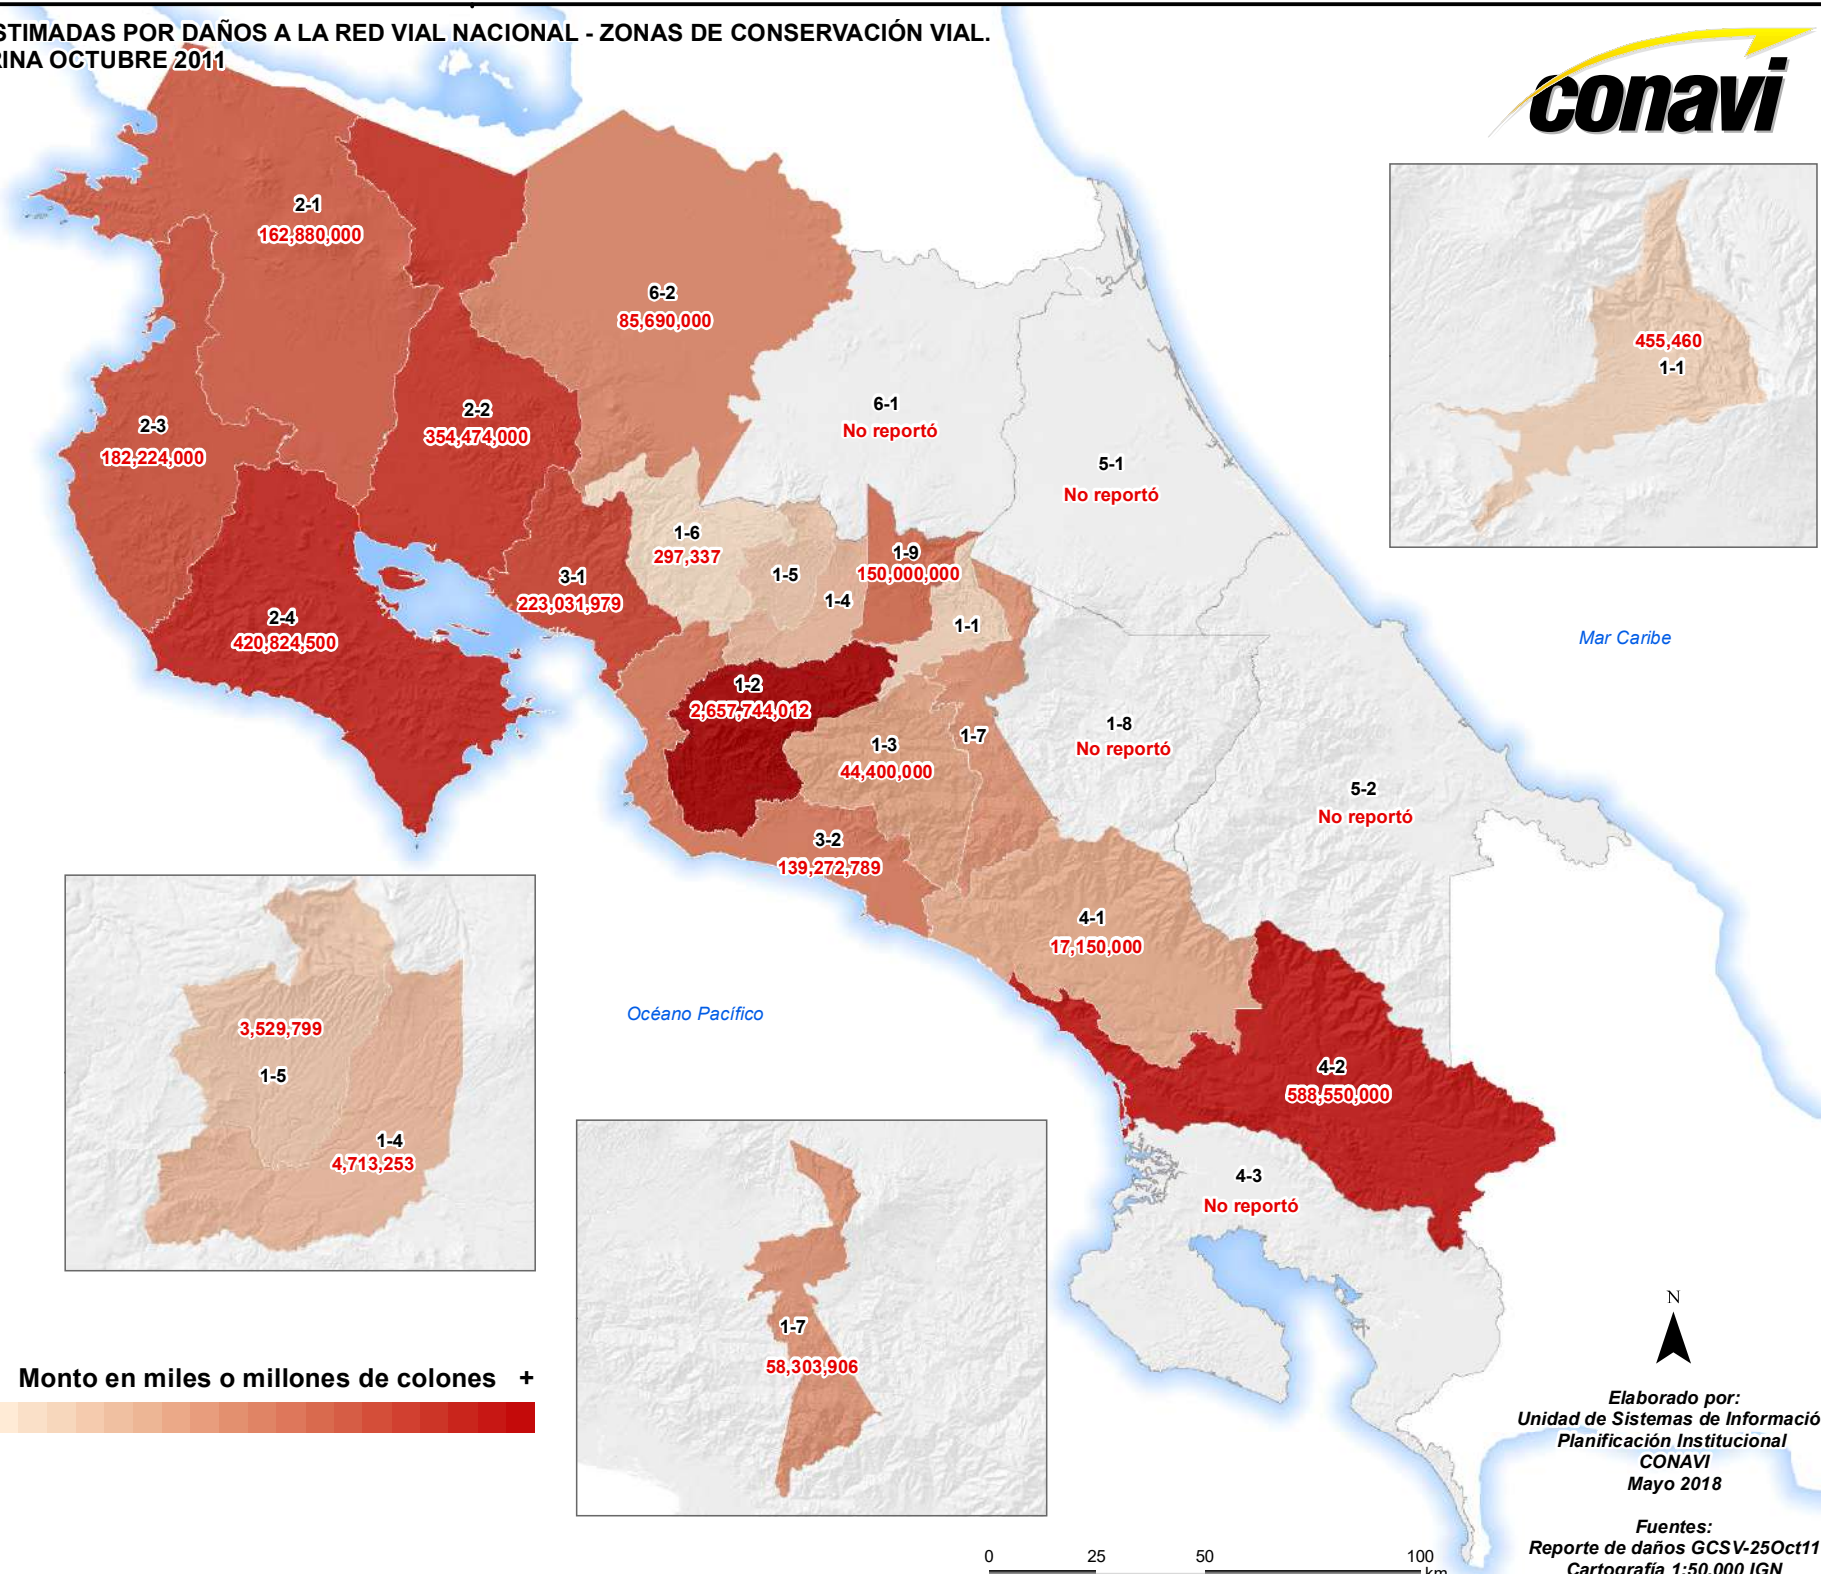 STIMADAS POR DAÑOS A LA RED VIAL NACIONAL - ZONAS DE CONSERVACIÓN VIAL.
RINA OCTUBRE 2011
conavi
2-1
162,880,000
6-2
85,690,000
455,460
1-1
6-1
No reportó
2-2
354,474,000
2-3
182,224,000
5-1
No reportó
1-6
297,337
1-5
1-4
1-9
150,000,000
3-1
223,031,979
1-1
2-4
420,824,500
Mar Caribe
1-2
2,657,744,012
1-3
44,400,000
1-7
1-8
No reportó
5-2
No reportó
3-2
139,272,789
4-1
17,150,000
3,529,799
1-5
1-4
4,713,253
Océano Pacífico
4-2
588,550,000
4-3
No reportó
1-7
58,303,906
Monto en miles o millones de colones +
N
Elaborado por:
Unidad de Sistemas de Informació
Planificación Institucional
CONAVI
Mayo 2018
Fuentes:
Reporte de daños GCSV-25Oct11
Cartografía 1:50.000 IGN
0 25 50 100
km